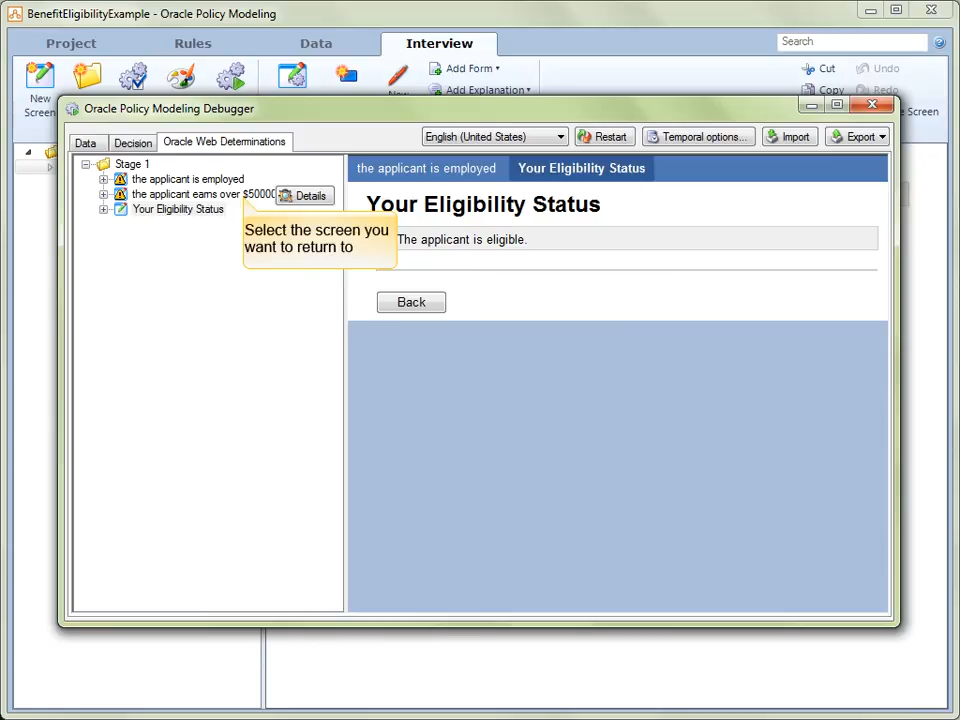 BenefitEligibilityExample - Oracle Policy Modeling
Project
Rules
Data
Interview
Search
New
Screen
Add Form
Add Explanation
Cut
Undo
Copy
Redo
Screen
Oracle Policy Modeling Debugger
Data
Decision
Oracle Web Determinations
English (United States)
Restart
Temporal options...
Import
Export
Stage 1
the applicant is employed
the applicant earns over $50000
Details
Your Eligibility Status
Select the screen you
want to return to
the applicant is employed
Your Eligibility Status
Your Eligibility Status
The applicant is eligible.
Back